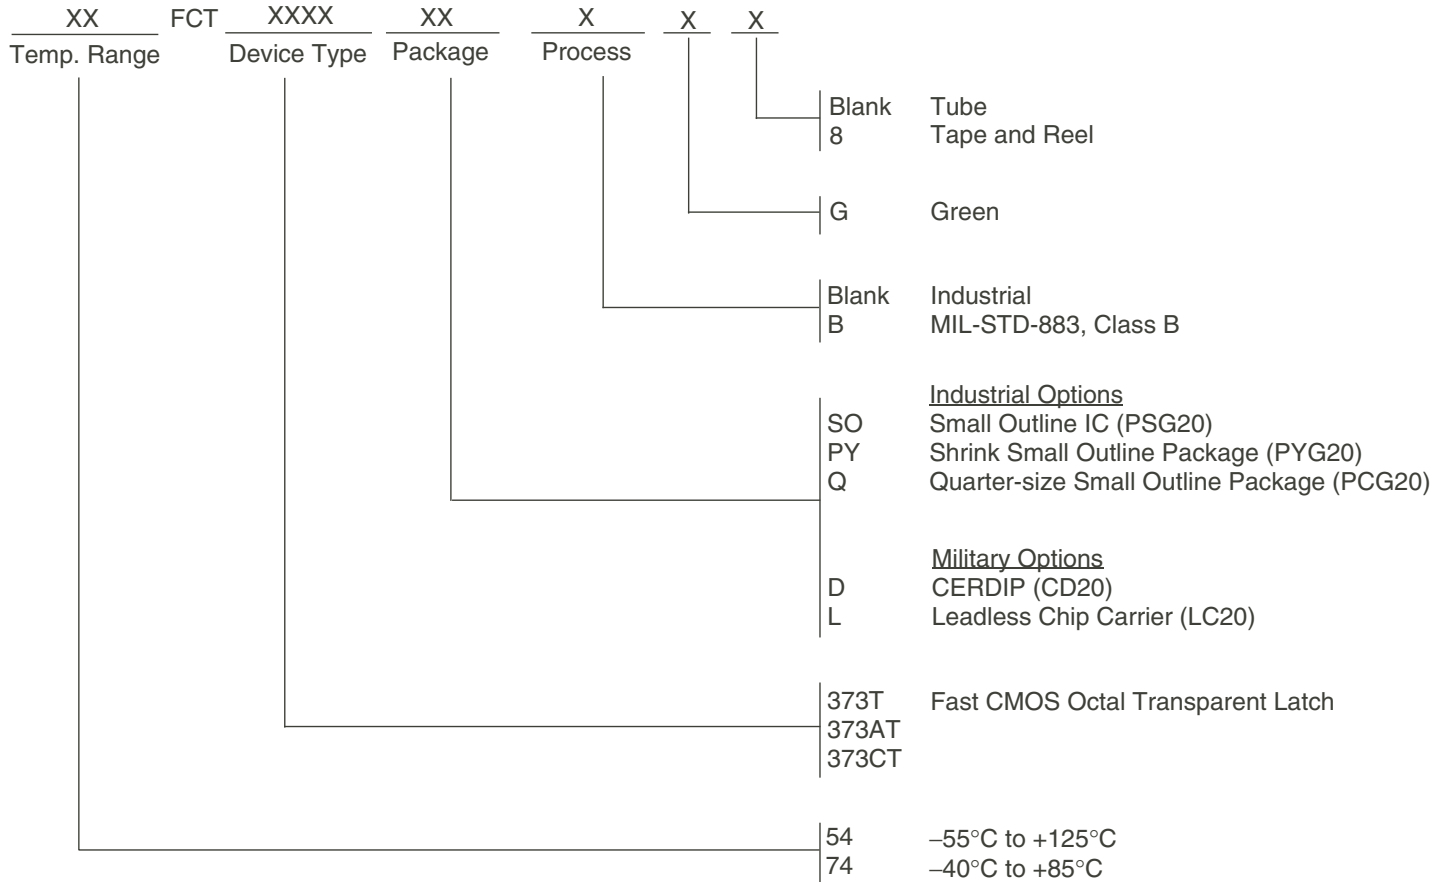 XX FCT XXXX XX X X X
Temp. Range Device Type Package Process
Blank Tube
8 Tape and Reel
G Green
Blank Industrial
B MIL-STD-883, Class B
Industrial Options
SO Small Outline IC (PSG20)
PY Shrink Small Outline Package (PYG20)
Q Quarter-size Small Outline Package (PCG20)
Military Options
D CERDIP (CD20)
L Leadless Chip Carrier (LC20)
373T Fast CMOS Octal Transparent Latch
373AT
373CT
54 –55°C to +125°C
74 –40°C to +85°C